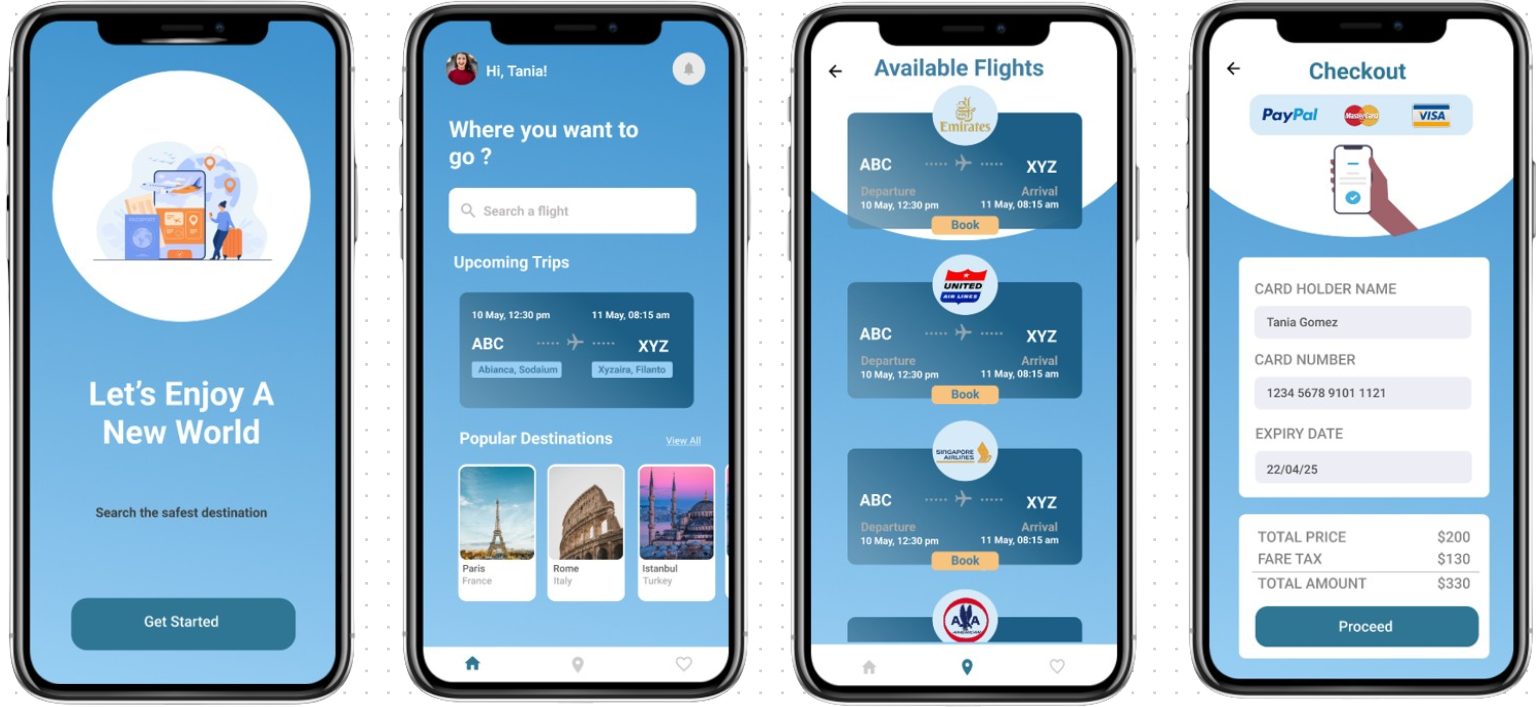 Let's Enjoy A
New World
Search the safest destination
Get Started
Hi, Tania!
Where you want to
go ?
Search a flight
Upcoming Trips
10 May, 12:30 pm 11 May, 08:15 am
ABC XYZ
Abianca, Sodaium Xyzaira, Filanto
Popular Destinations View All
Paris Rome Istanbul
France Italy Turkey
Available Flights
Emirates
ABC XYZ
Departure Arrival
10 May, 12:30 pm 11 May, 08:15 am
Book
UNITED
AIR LINES
ABC XYZ
Departure Arrival
10 May, 12:30 pm 11 May, 08:15 am
Book
SINGAPORE
AIRLINES
ABC XYZ
Departure Arrival
10 May, 12:30 pm 11 May, 08:15 am
Book
AA
AMERICAN
Checkout
PayPal MasterCard VISA
CARD HOLDER NAME
Tania Gomez
CARD NUMBER
1234 5678 9101 1121
EXPIRY DATE
22/04/25
TOTAL PRICE $200
FARE TAX $130
TOTAL AMOUNT $330
Proceed